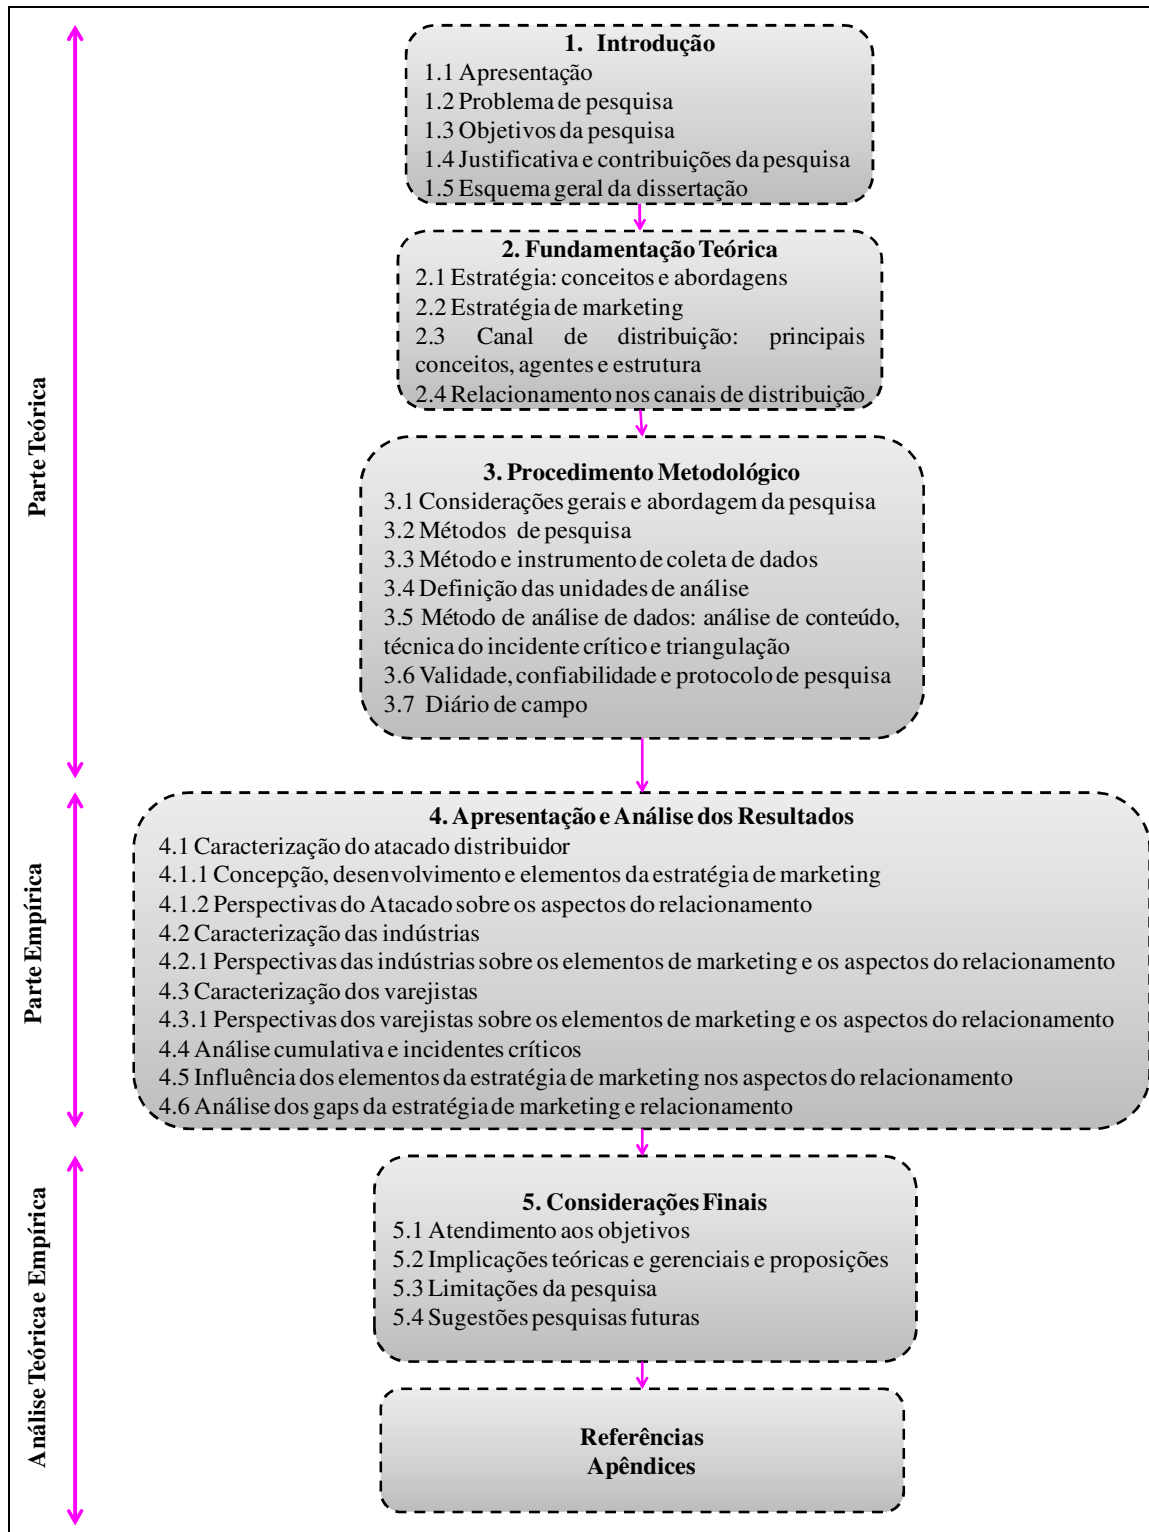 Parte Teórica
1. Introdução
1.1 Apresentação
1.2 Problema de pesquisa
1.3 Objetivos da pesquisa
1.4 Justificativa e contribuições da pesquisa
1.5 Esquema geral da dissertação
2. Fundamentação Teórica
2.1 Estratégia: conceitos e abordagens
2.2 Estratégia de marketing
2.3 Canal de distribuição: principais
conceitos, agentes e estrutura
2.4 Relacionamento nos canais de distribuição
3. Procedimento Metodológico
3.1 Considerações gerais e abordagem da pesquisa
3.2 Métodos de pesquisa
3.3 Método e instrumento de coleta de dados
3.4 Definição das unidades de análise
3.5 Método de análise de dados: análise de conteúdo,
técnica do incidente crítico e triangulação
3.6 Validade, confiabilidade e protocolo de pesquisa
3.7 Diário de campo
Parte Empírica
4. Apresentação e Análise dos Resultados
4.1 Caracterização do atacado distribuidor
4.1.1 Concepção, desenvolvimento e elementos da estratégia de marketing
4.1.2 Perspectivas do Atacado sobre os aspectos do relacionamento
4.2 Caracterização das indústrias
4.2.1 Perspectivas das indústrias sobre os elementos de marketing e os aspectos do relacionamento
4.3 Caracterização dos varejistas
4.3.1 Perspectivas dos varejistas sobre os elementos de marketing e os aspectos do relacionamento
4.4 Análise cumulativa e incidentes críticos
4.5 Influência dos elementos da estratégia de marketing nos aspectos do relacionamento
4.6 Análise dos gaps da estratégia de marketing e relacionamento
Análise Teórica e Empírica
5. Considerações Finais
5.1 Atendimento aos objetivos
5.2 Implicações teóricas e gerenciais e proposições
5.3 Limitações da pesquisa
5.4 Sugestões pesquisas futuras
Referências
Apêndices